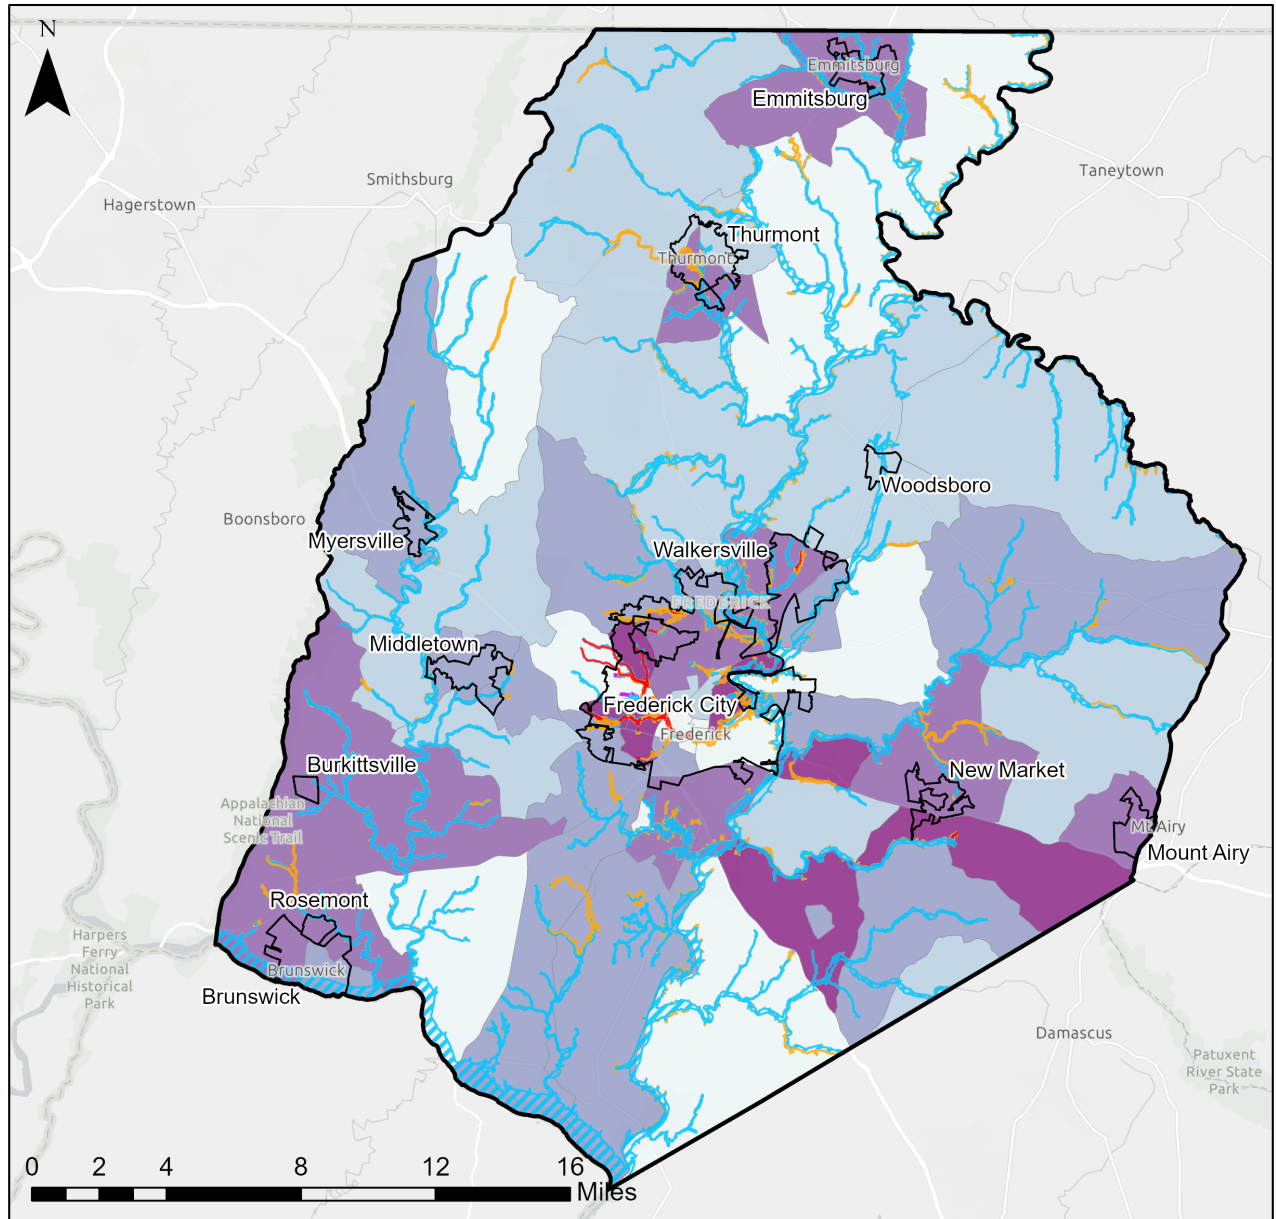 N
Emmitsburg
Emmitsburg
Taneytown
Smithsburg
Hagerstown
Thurmont
Thurmont
Woodsboro
Boonsboro
Myersville
Walkersville
FREDERICK
Middletown
Frederick City
Frederick
Burkittsville
New Market
Appalachian
National
Scenic Trail
Mt Airy
Mount Airy
Rosemont
Harpers
Ferry
National
Historical
Park
Brunswick
Brunswick
Damascus
Patuxent
River State
Park
0 2 4 8 12 16
Miles